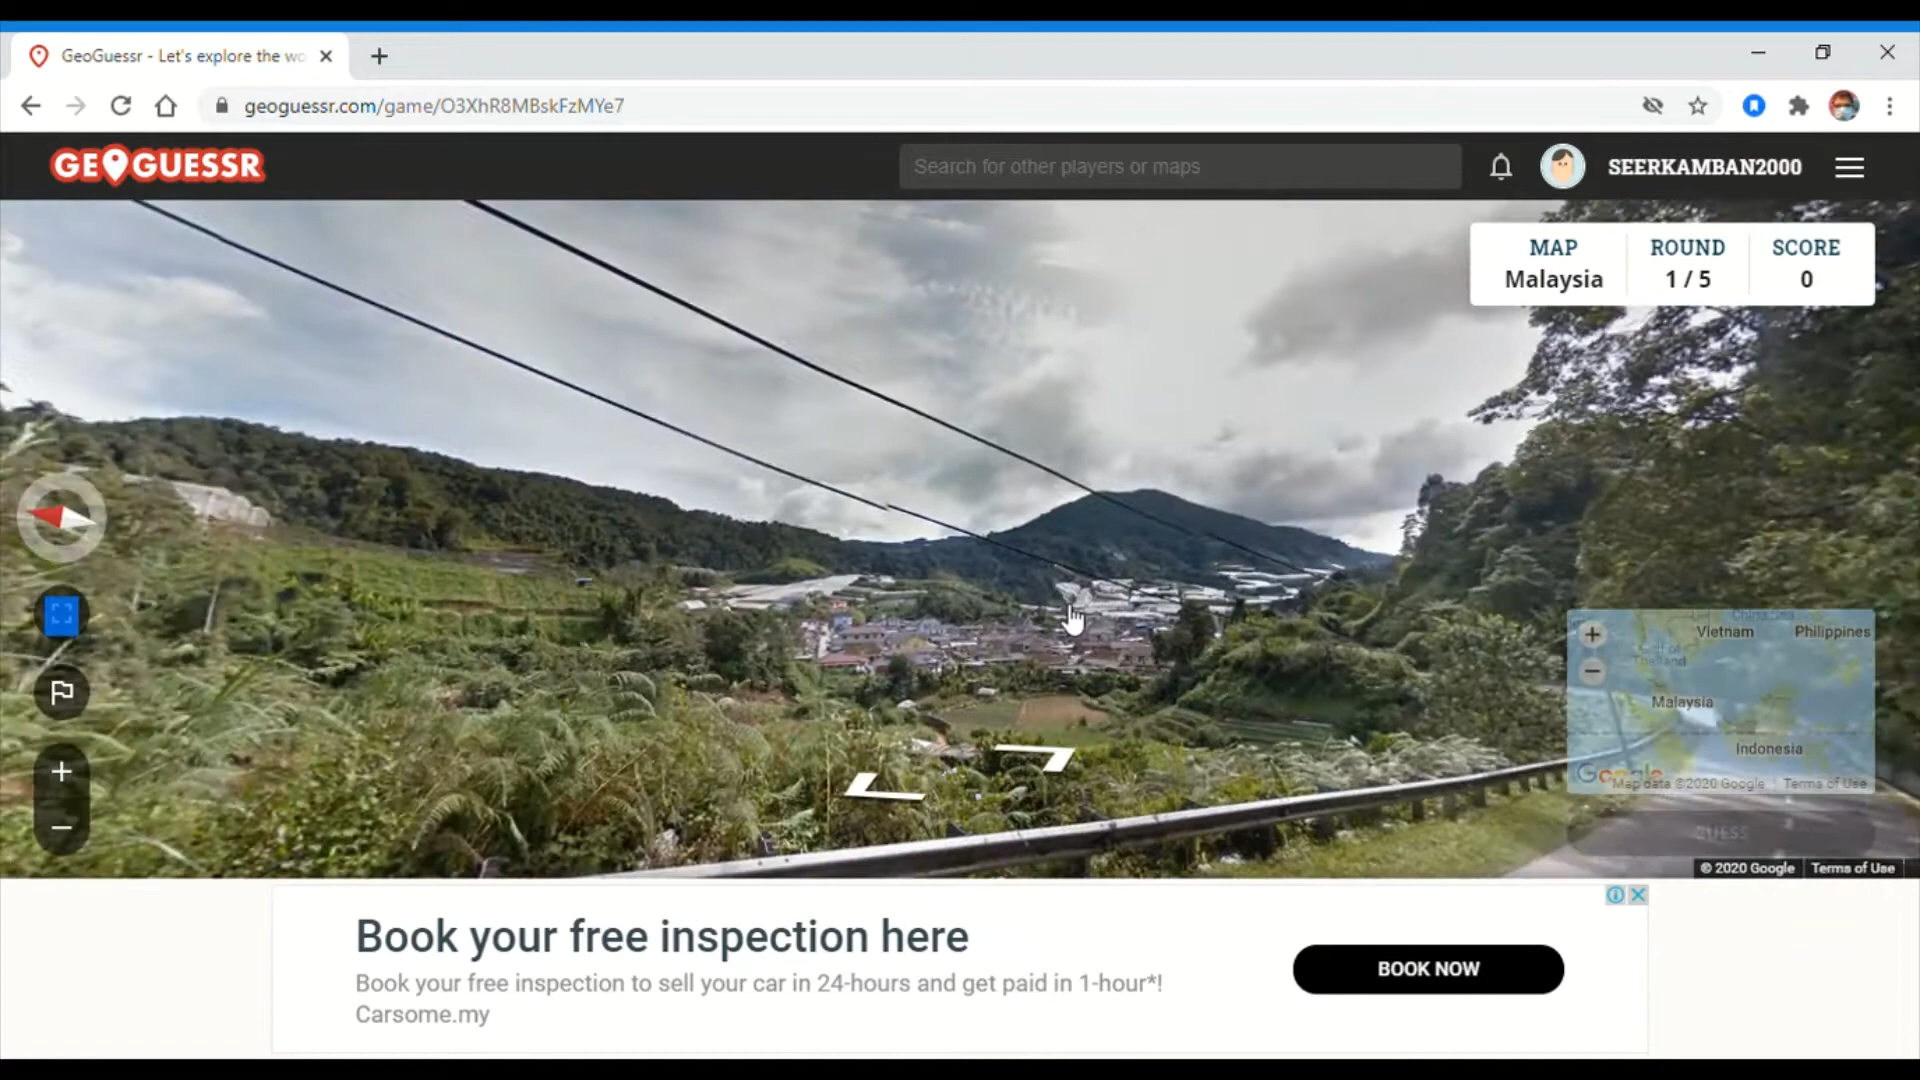 GeoGuessr - Let's explore the wo
geoguessr.com/game/O3XhR8MBskFzMYe7
GEOGUESSR
Search for other players or maps
SEERKAMBAN2000
MAP ROUND SCORE
Malaysia 1 / 5 0
Vietnam Philippines
Thailand
Malaysia
Indonesia
Google
Map data ©2020 Google Terms of Use
GUESS
© 2020 Google Terms of Use
Book your free inspection here
Book your free inspection to sell your car in 24-hours and get paid in 1-hour*!
Carsome.my
BOOK NOW